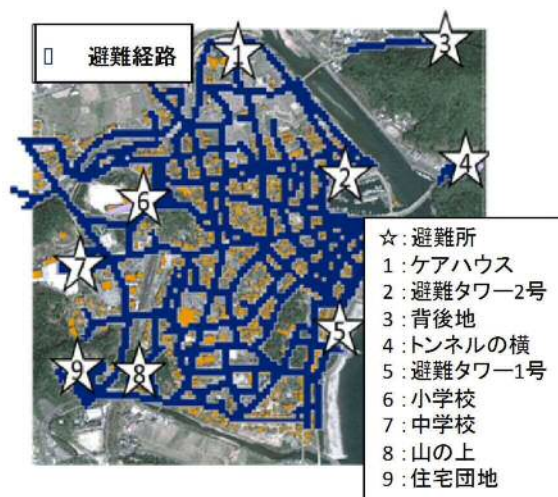 避難経路
1
3
2
4
6
7
5
9
8
☆:避難所
1:ケアハウス
2:避難タワー2号
3:背後地
4:トンネルの横
5:避難タワー1号
6:小学校
7:中学校
8:山の上
9:住宅団地